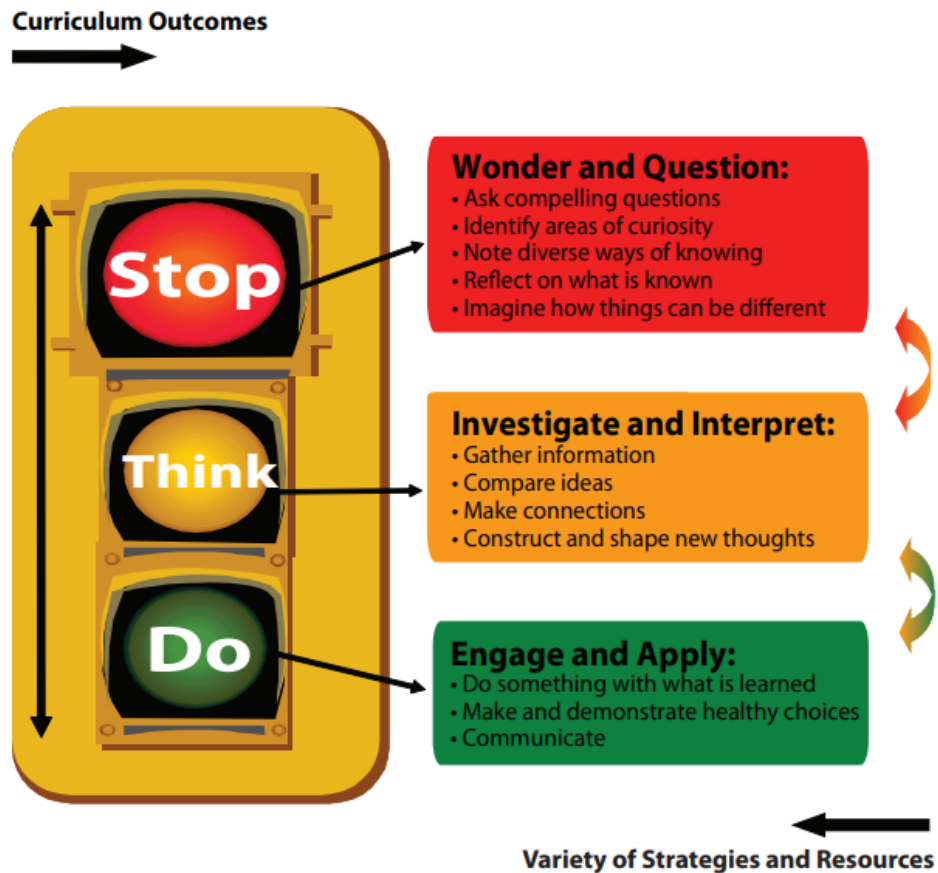 Curriculum Outcomes
Stop
Wonder and Question:
• Ask compelling questions
• Identify areas of curiosity
• Note diverse ways of knowing
• Reflect on what is known
• Imagine how things can be different
Think
Investigate and Interpret:
• Gather information
• Compare ideas
• Make connections
• Construct and shape new thoughts
Do
Engage and Apply:
• Do something with what is learned
• Make and demonstrate healthy choices
• Communicate
Variety of Strategies and Resources